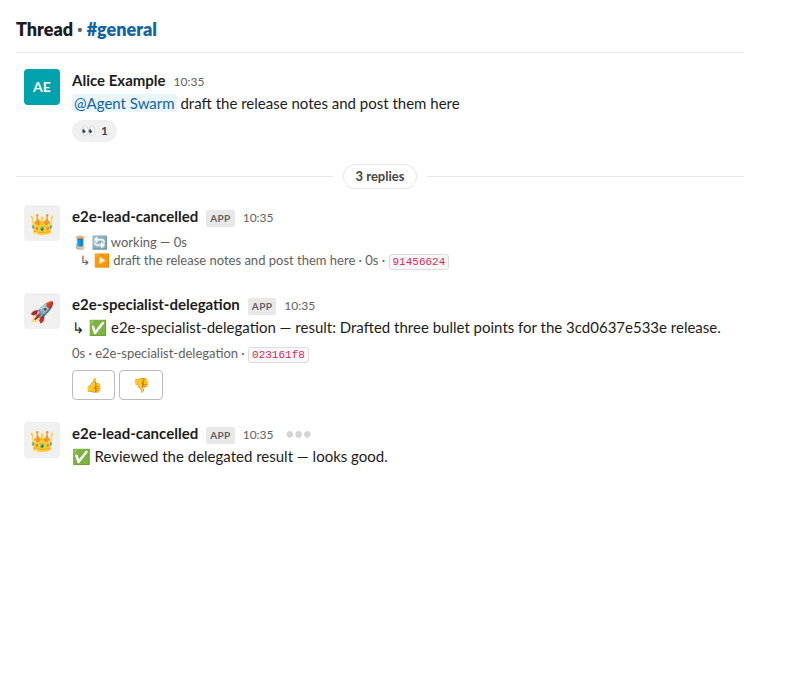 Thread • #general
AE
Alice Example 10:35
@Agent Swarm draft the release notes and post them here
👀 1
3 replies
e2e-lead-cancelled APP 10:35
🧵 🔄 working — 0s
↳ ▶️ draft the release notes and post them here · 0s · 91456624
e2e-specialist-delegation APP 10:35
↳ ✅ e2e-specialist-delegation — result: Drafted three bullet points for the 3cd0637e533e release.
0s · e2e-specialist-delegation · 023161f8
👍 👎
e2e-lead-cancelled APP 10:35
✅ Reviewed the delegated result — looks good.